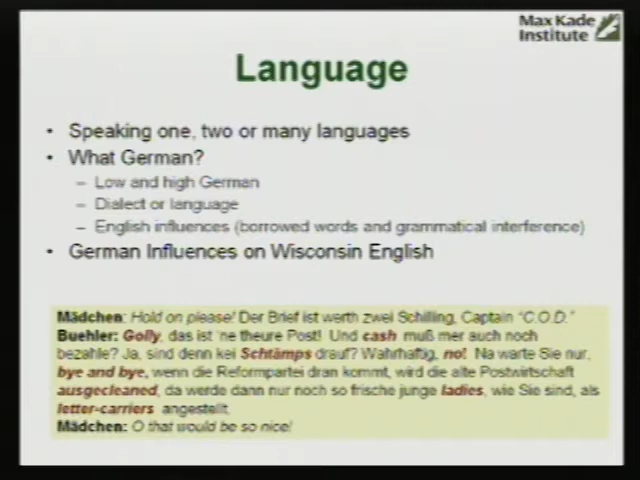 Max Kade
Institute
Language
• Speaking one, two or many languages
• What German?
– Low and high German
– Dialect or language
– English influences (borrowed words and grammatical interference)
• German Influences on Wisconsin English
Mädchen: Hold on please! Der Brief ist werth zwei Schilling, Captain "C.O.D."
Buehler: Golly, das ist 'ne theure Post! Und cash muß mer auch noch
bezahle? Ja, sind denn kei Schtämps drauf? Wahrhaftig, no! Na warte Sie nur,
bye and bye, wenn die Reformpartei dran kommt, wird die alte Postwirtschaft
ausgecleaned, da werde dann nur noch so frische junge ladies, wie Sie sind, als
letter-carriers angestellt.
Mädchen: O that would be so nice!